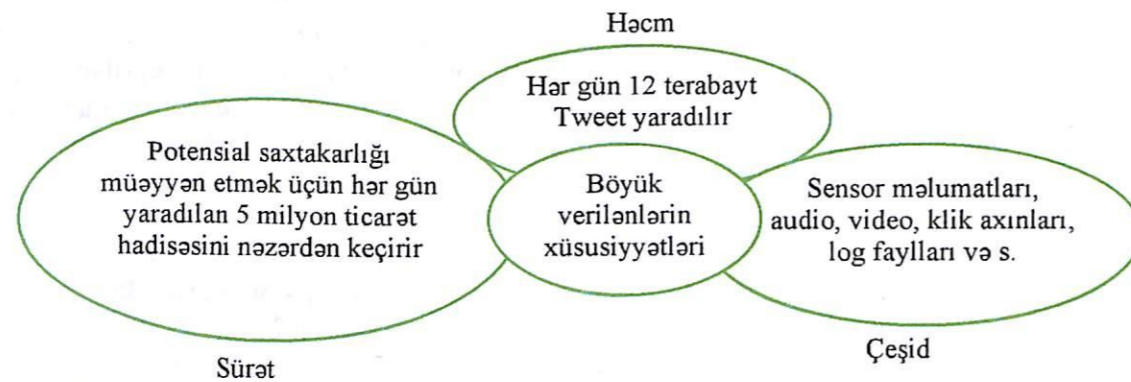 Həcm
Hər gün 12 terabayt
Tweet yaradılır
Potensial saxtakarlığı
müəyyən etmək üçün hər gün
yaradılan 5 milyon ticarət
hadisəsini nəzərdən keçirir
Böyük
verilənlərin
xüsusiyyətləri
Sensor məlumatları,
audio, video, klik axınları,
log faylları və s.
Sürət
Çeşid